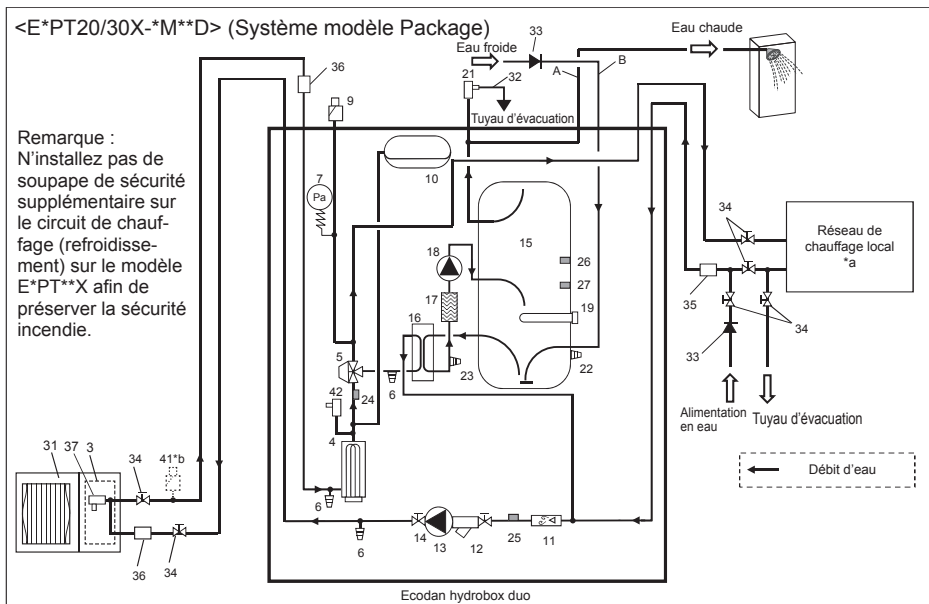 <E*PT20/30X-*M**D> (Système modèle Package)
Eau froide
33
Eau chaude
36
9
21
32
A
B
Tuyau d'évacuation
Remarque :
N'installez pas de
soupape de sécurité
supplémentaire sur
le circuit de chauf-
fage (refroidisse-
ment) sur le modèle
E*PT**X afin de
préserver la sécurité
incendie.
7
Pa
10
34
Réseau de
chauffage local
*a
15
18
26
27
35
17
19
34
16
33
5
6
23
22
24
42
4
Alimentation
en eau
Tuyau d'évacuation
31
37
3
34
41*b
Débit d'eau
6
36
34
6
14
13
12
25
11
Ecodan hydrobox duo